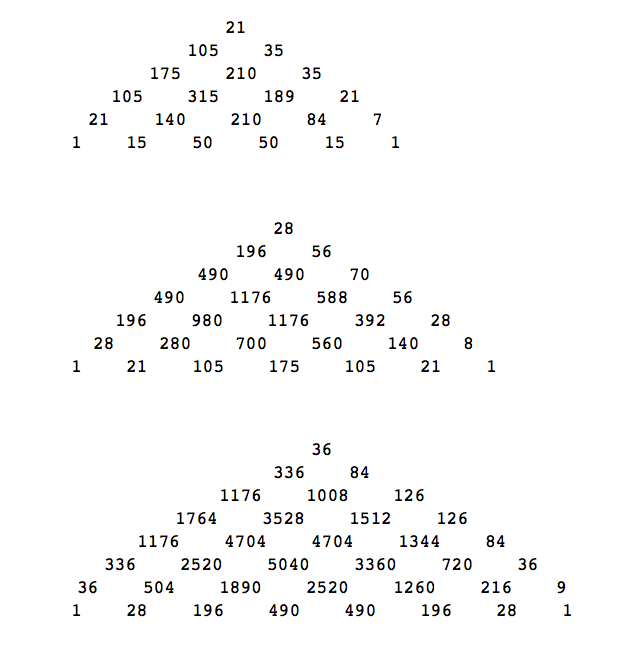 21
105 35
175 210 35
105 315 189 21
21 140 210 84 7
1 15 50 50 15 1
28
196 56
490 490 70
490 1176 588 56
196 980 1176 392 28
28 280 700 560 140 8
1 21 105 175 105 21 1
36
336 84
1176 1008 126
1764 3528 1512 126
1176 4704 4704 1344 84
336 2520 5040 3360 720 36
36 504 1890 2520 1260 216 9
1 28 196 490 490 196 28 1